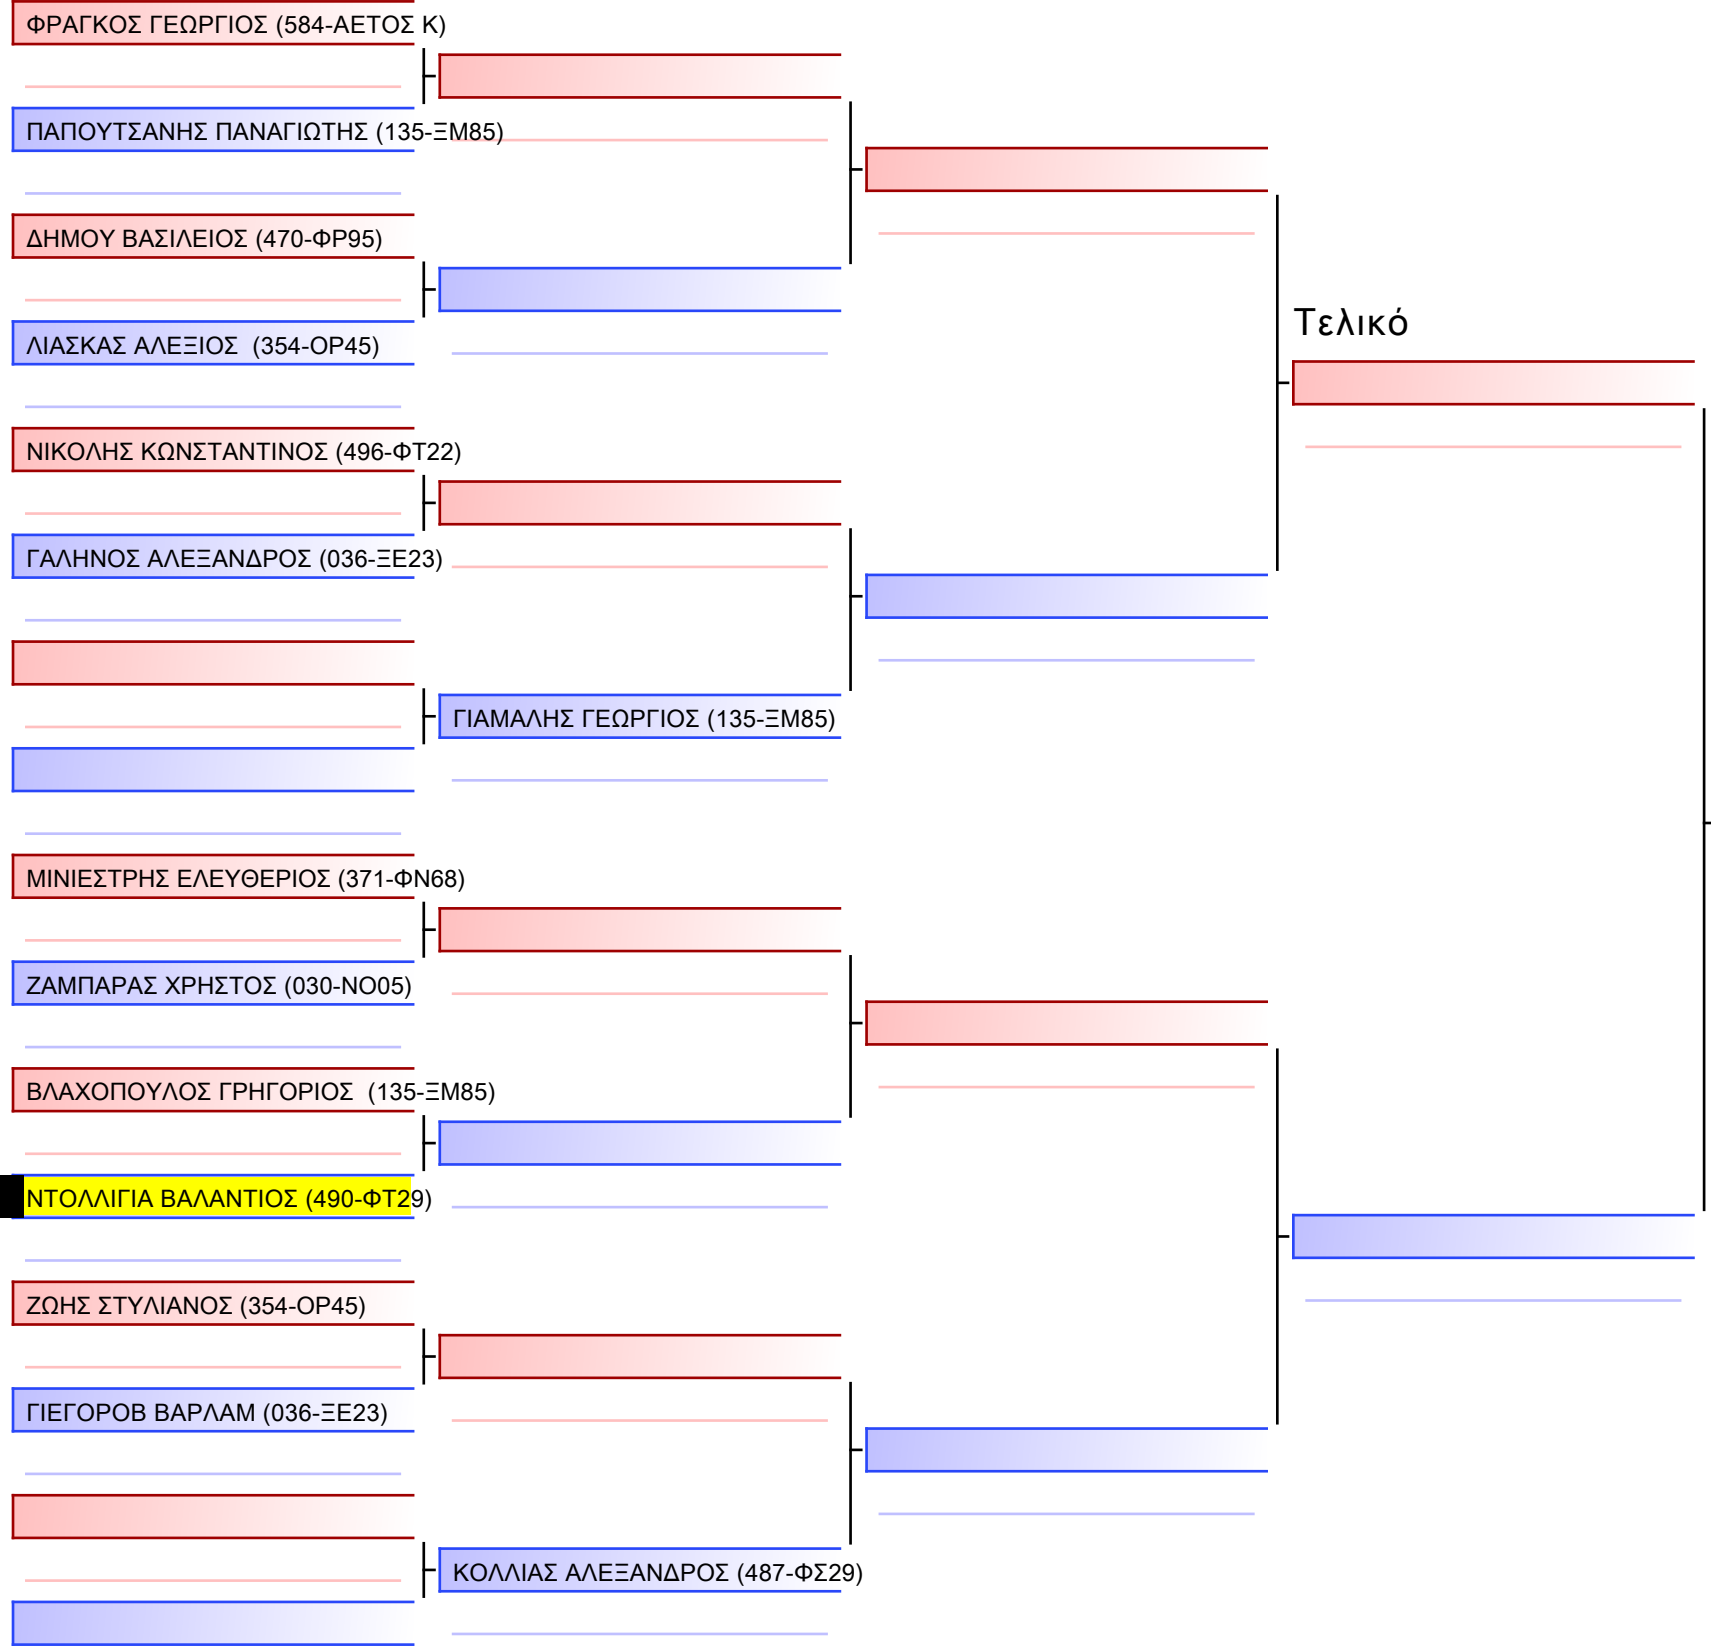 ΦΡΑΓΚΟΣ ΓΕΩΡΓΙΟΣ (584-ΑΕΤΟΣ Κ)
ΠΑΠΟΥΤΣΑΝΗΣ ΠΑΝΑΓΙΩΤΗΣ (135-ΞΜ85)
ΔΗΜΟΥ ΒΑΣΙΛΕΙΟΣ (470-ΦΡ95)
ΛΙΑΣΚΑΣ ΑΛΕΞΙΟΣ (354-ΟΡ45)
ΝΙΚΟΛΗΣ ΚΩΝΣΤΑΝΤΙΝΟΣ (496-ΦΤ22)
ΓΑΛΗΝΟΣ ΑΛΕΞΑΝΔΡΟΣ (036-ΞΕ23)
ΜΙΝΙΕΣΤΡΗΣ ΕΛΕΥΘΕΡΙΟΣ (371-ΦΝ68)
ΖΑΜΠΑΡΑΣ ΧΡΗΣΤΟΣ (030-ΝΟ05)
ΒΛΑΧΟΠΟΥΛΟΣ ΓΡΗΓΟΡΙΟΣ (135-ΞΜ85)
ΝΤΟΛΛΙΓΙΑ ΒΑΛΑΝΤΙΟΣ (490-ΦΤ29)
ΖΩΗΣ ΣΤΥΛΙΑΝΟΣ (354-ΟΡ45)
ΓΙΕΓΟΡΟΒ ΒΑΡΛΑΜ (036-ΞΕ23)
ΓΙΑΜΑΛΗΣ ΓΕΩΡΓΙΟΣ (135-ΞΜ85)
ΚΟΛΛΙΑΣ ΑΛΕΞΑΝΔΡΟΣ (487-ΦΣ29)
Τελικό